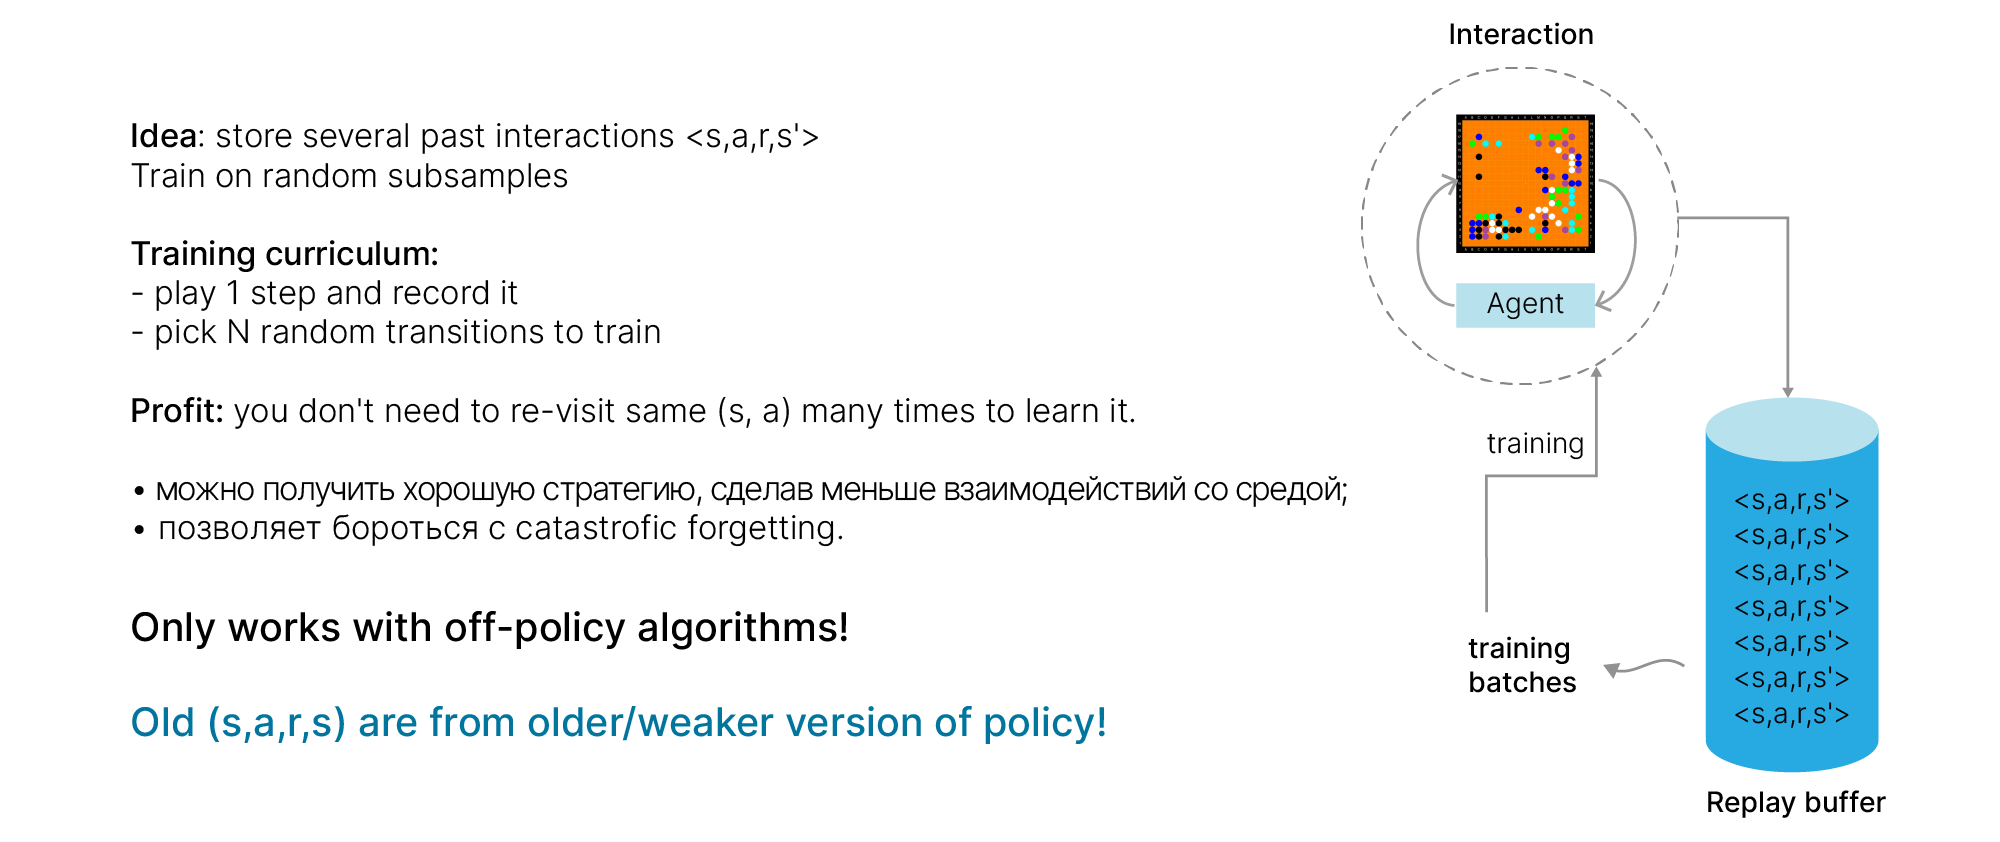 Idea: store several past interactions <s,a,r,s'>
Train on random subsamples
Training curriculum:
- play 1 step and record it
- pick N random transitions to train
Profit: you don't need to re-visit same (s, a) many times to learn it.
• можно получить хорошую стратегию, сделав меньше взаимодействий со средой;
• позволяет бороться с catastrofic forgetting.
Only works with off-policy algorithms!
Old (s,a,r,s) are from older/weaker version of policy!
Interaction
Agent
training
training
batches
<s,a,r,s'>
<s,a,r,s'>
<s,a,r,s'>
<s,a,r,s'>
<s,a,r,s'>
<s,a,r,s'>
<s,a,r,s'>
Replay buffer